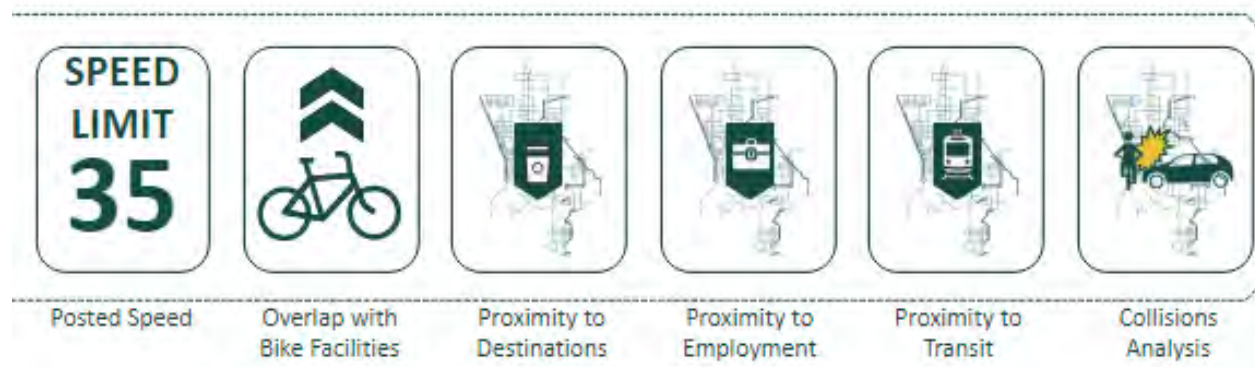 SPEED
LIMIT
35
Posted Speed
Overlap with
Bike Facilities
Proximity to
Destinations
Proximity to
Employment
Proximity to
Transit
Collisions
Analysis